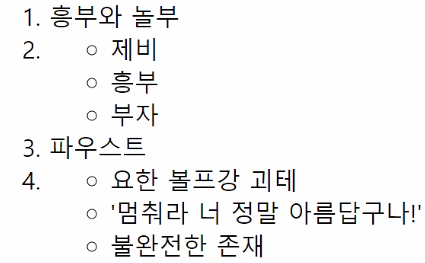 1. 흥부와 놀부
2. ○ 제비
○ 흥부
○ 부자
3. 파우스트
4. ○ 요한 볼프강 괴테
○ '멈춰라 너 정말 아름답구나!'
○ 불완전한 존재